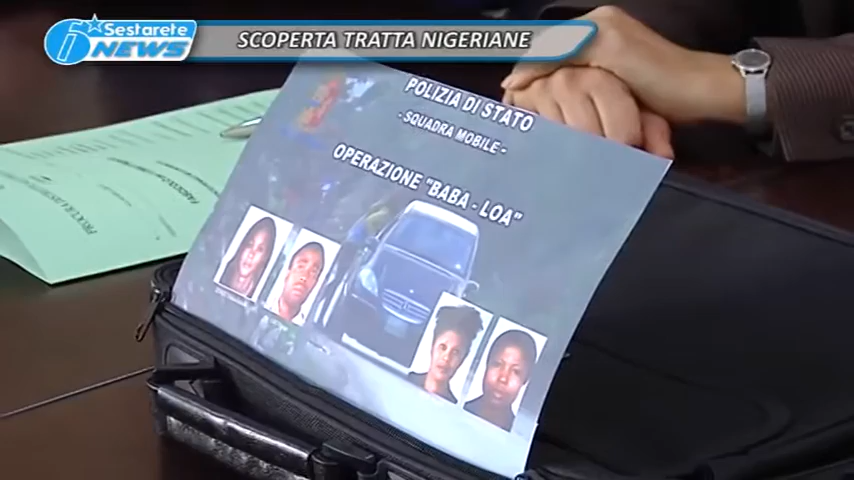 Sestarete
6 NEWS
SCOPERTA TRATTA NIGERIANE
POLIZIA DI STATO
- SQUADRA MOBILE -
OPERAZIONE "BABA - LOA"